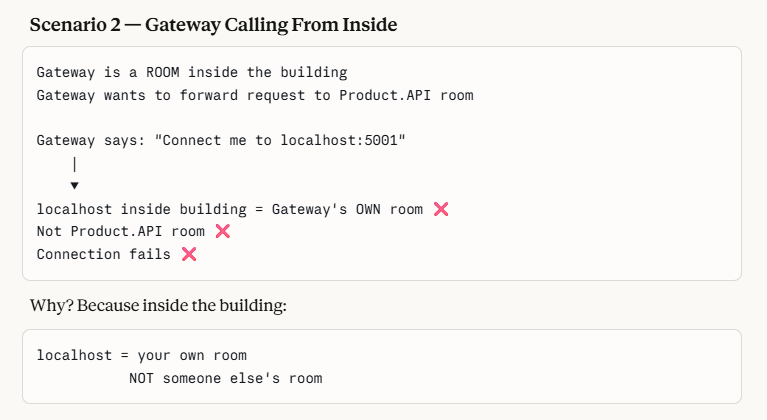 Scenario 2 — Gateway Calling From Inside
Gateway is a ROOM inside the building
Gateway wants to forward request to Product.API room
Gateway says: "Connect me to localhost:5001"
|
▼
localhost inside building = Gateway's OWN room ❌
Not Product.API room ❌
Connection fails ❌
Why? Because inside the building:
localhost = your own room
NOT someone else's room